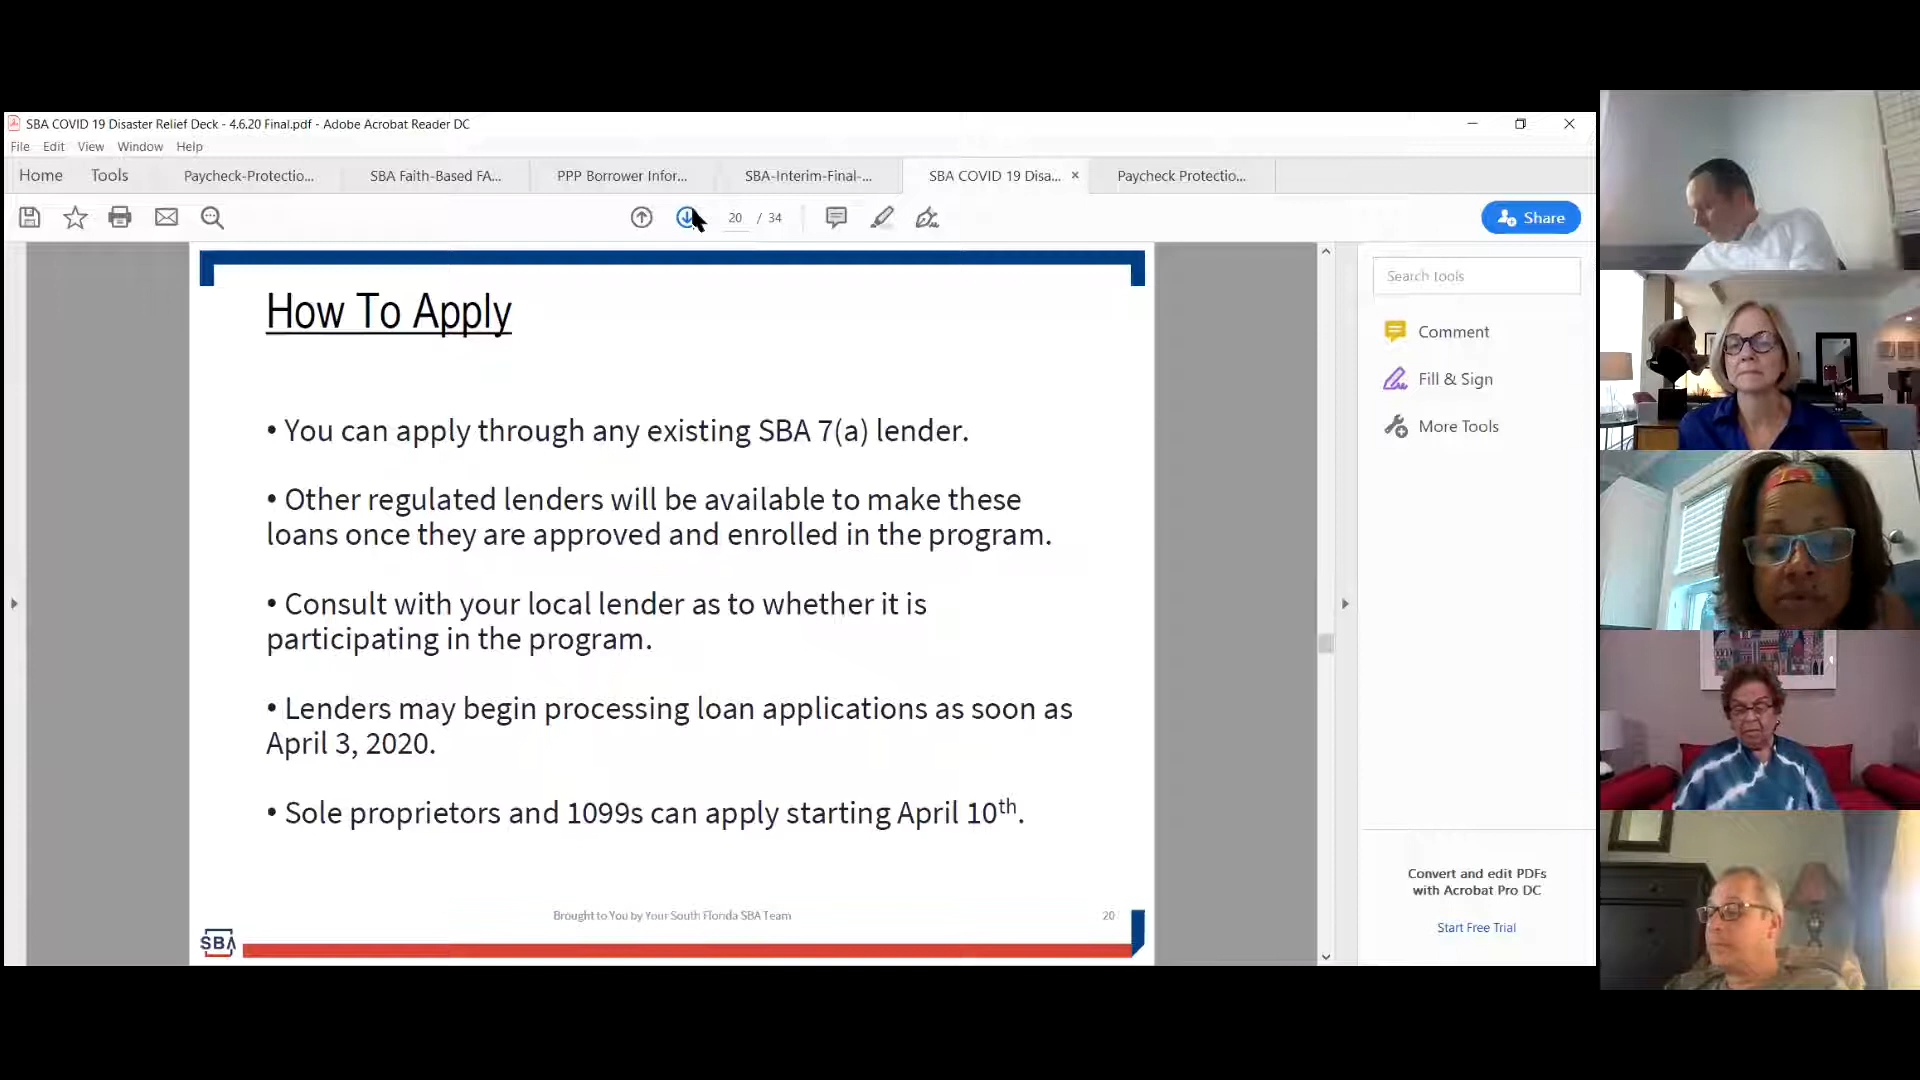 SBA COVID 19 Disaster Relief Deck - 4.6.20 Final.pdf - Adobe Acrobat Reader DC
File Edit View Window Help
Home Tools Paycheck-Protectio... SBA Faith-Based FA... PPP Borrower Infor... SBA-Interim-Final-... SBA COVID 19 Disa... × Paycheck Protectio...
20 / 34
Share
How To Apply
• You can apply through any existing SBA 7(a) lender.
• Other regulated lenders will be available to make these
loans once they are approved and enrolled in the program.
• Consult with your local lender as to whether it is
participating in the program.
• Lenders may begin processing loan applications as soon as
April 3, 2020.
• Sole proprietors and 1099s can apply starting April 10th.
Brought to You by Your South Florida SBA Team
20
SBA
Search tools
Comment
Fill & Sign
More Tools
Convert and edit PDFs
with Acrobat Pro DC
Start Free Trial